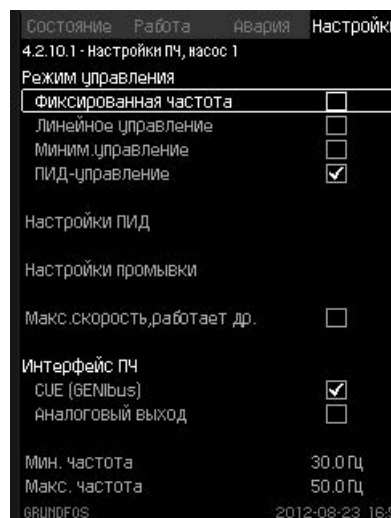 Состояние Работа Авария Настройки
4.2.10.1 - Настройки ПЧ, насос 1
Режим управления
Фиксированная частота
Линейное управление
Миним.управление
ПИД-управление
Настройки ПИД
Настройки промывки
Макс.скорость,работает др.
Интерфейс ПЧ
CUE (GENIbus)
Аналоговый выход
Мин. частота 30.0 Гц
Макс. частота 50.0 Гц
GRUNDFOS 2012-08-23 16: